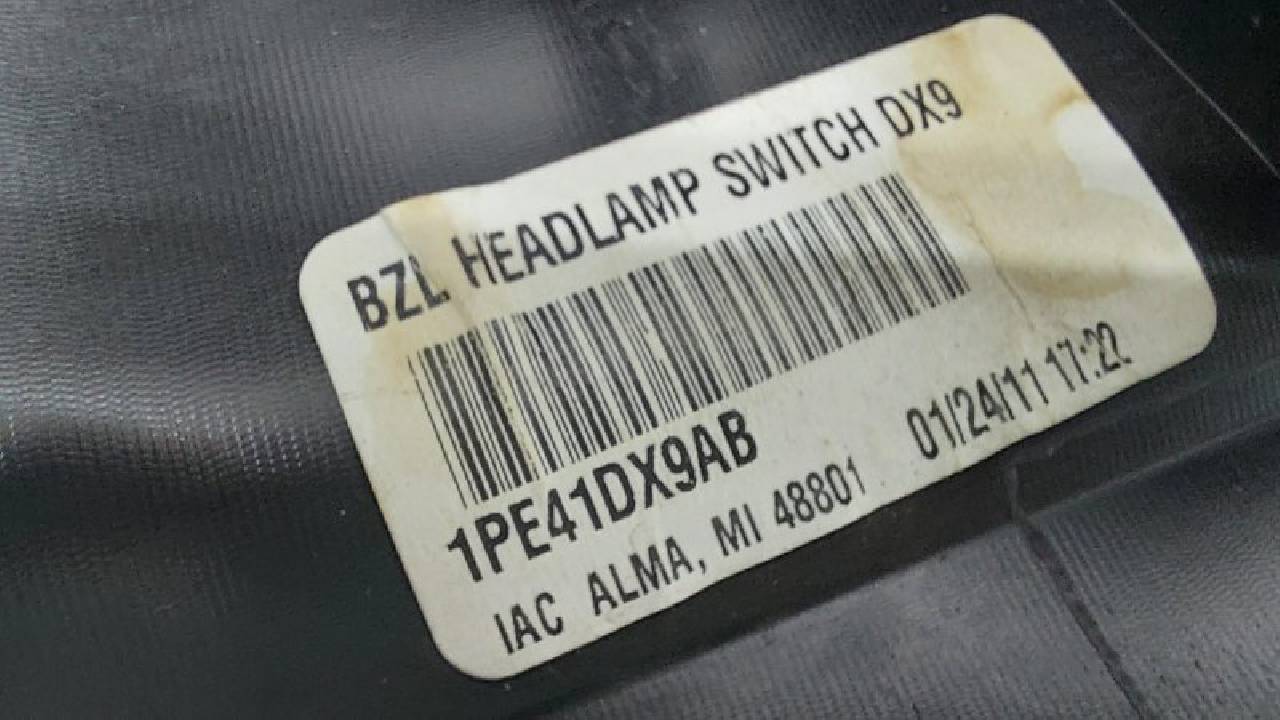 BZL HEADLAMP SWITCH DX9
1PE41DX9AB
IAC ALMA, MI 48801 01/24/11 17:22